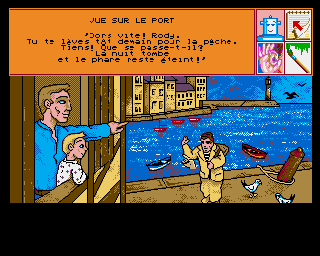 VUE SUR LE PORT
"Dors vite! Rody.
Tu te lèves tôt demain pour la pêche.
Tiens! Que se passe-t-il?
La nuit tombe
et le phare reste éteint!"